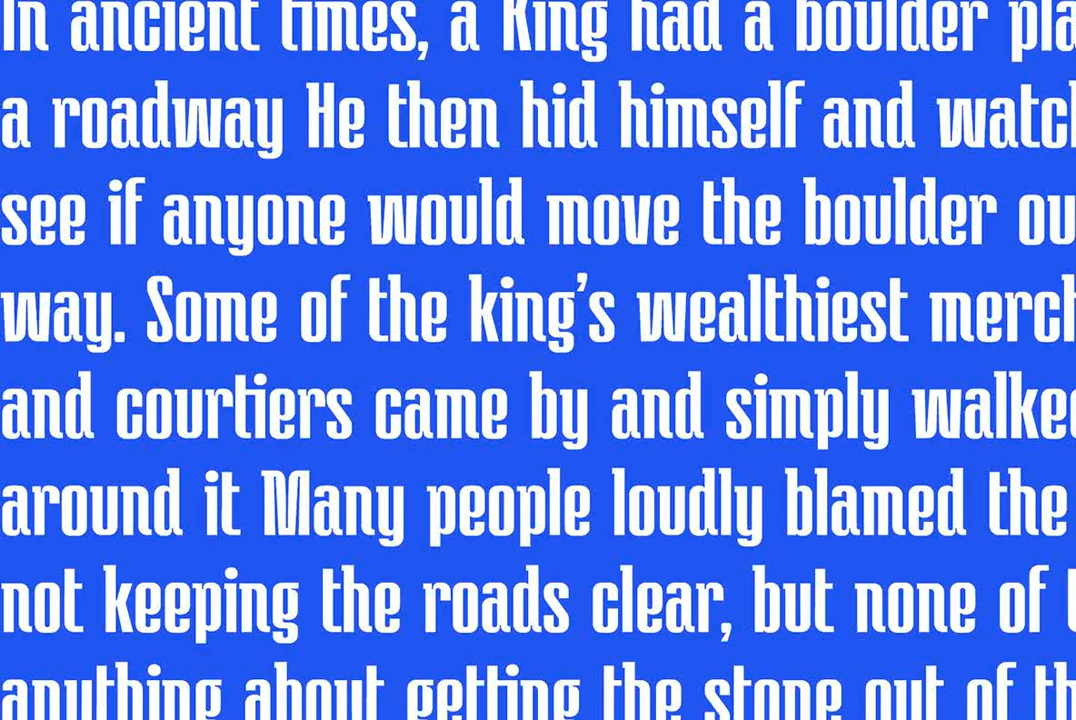 In ancient times, a King had a boulder pla
a roadway He then hid himself and watch
see if anyone would move the boulder ou
way. Some of the king’s wealthiest merch
and courtiers came by and simply walked
around it Many people loudly blamed the
not keeping the roads clear, but none of t
anything about getting the stone out of th